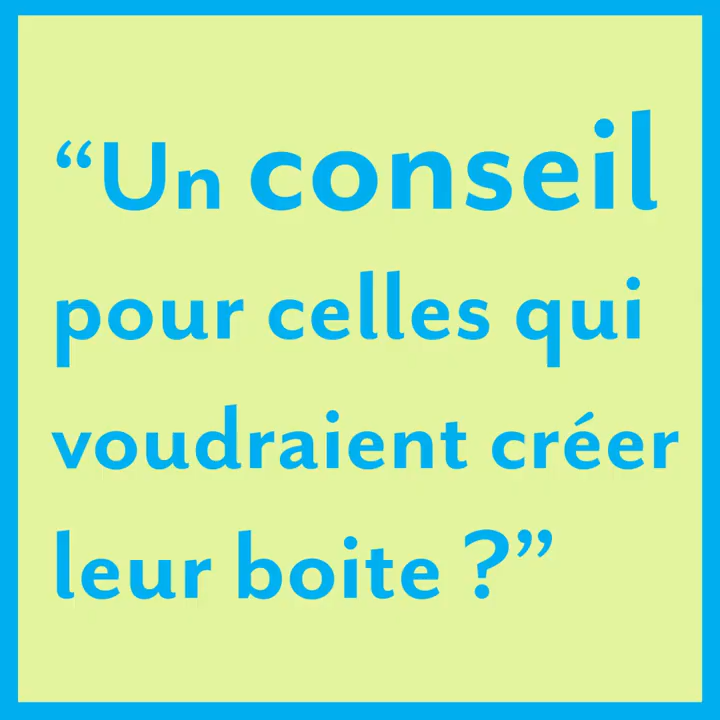 “Un conseil
pour celles qui
voudraient créer
leur boite ?”